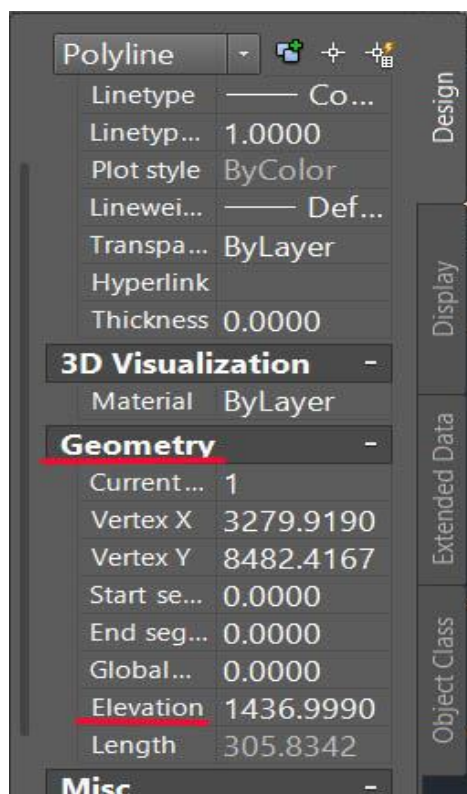 Polyline
Linetype Co...
Linetyp... 1.0000
Plot style ByColor
Linewei... Def...
Transpa... ByLayer
Hyperlink
Thickness 0.0000
3D Visualization -
Material ByLayer
Geometry -
Current... 1
Vertex X 3279.9190
Vertex Y 8482.4167
Start se... 0.0000
End seg... 0.0000
Global... 0.0000
Elevation 1436.9990
Length 305.8342
Misc -
Design
Display
Extended Data
Object Class